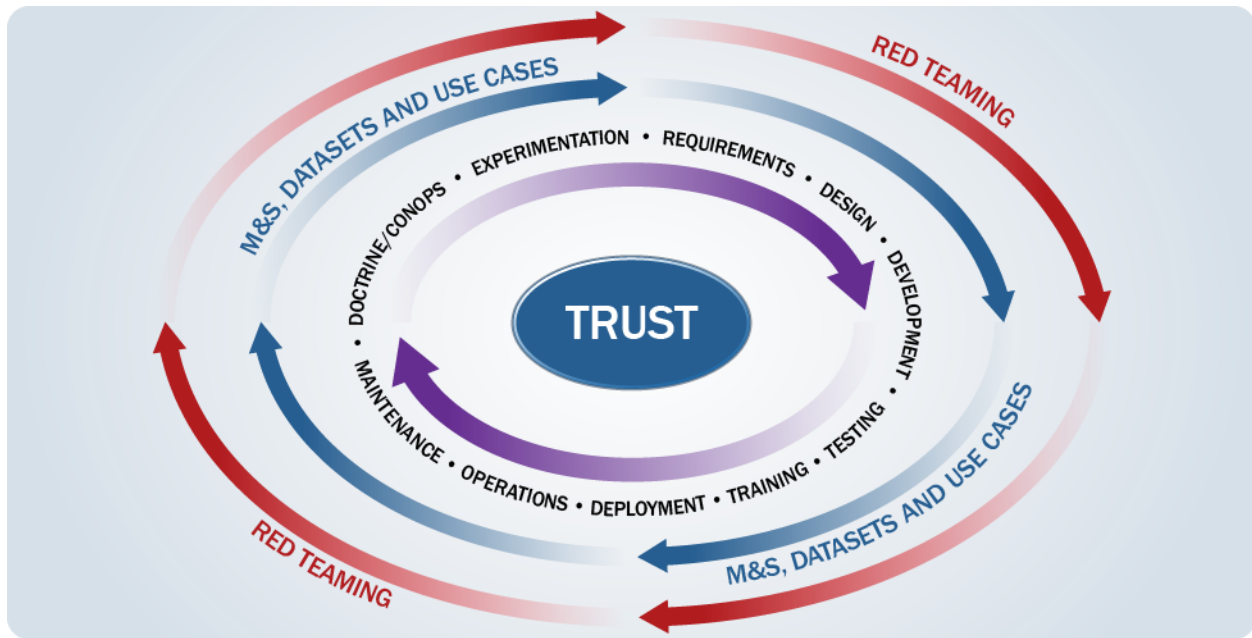 RED TEAMING
M&S, DATASETS AND USE CASES
DOCTRINE/CONOPS • EXPERIMENTATION • REQUIREMENTS • DESIGN • DEVELOPMENT • TESTING • TRAINING • DEPLOYMENT • OPERATIONS • MAINTENANCE •
TRUST
M&S, DATASETS AND USE CASES
RED TEAMING